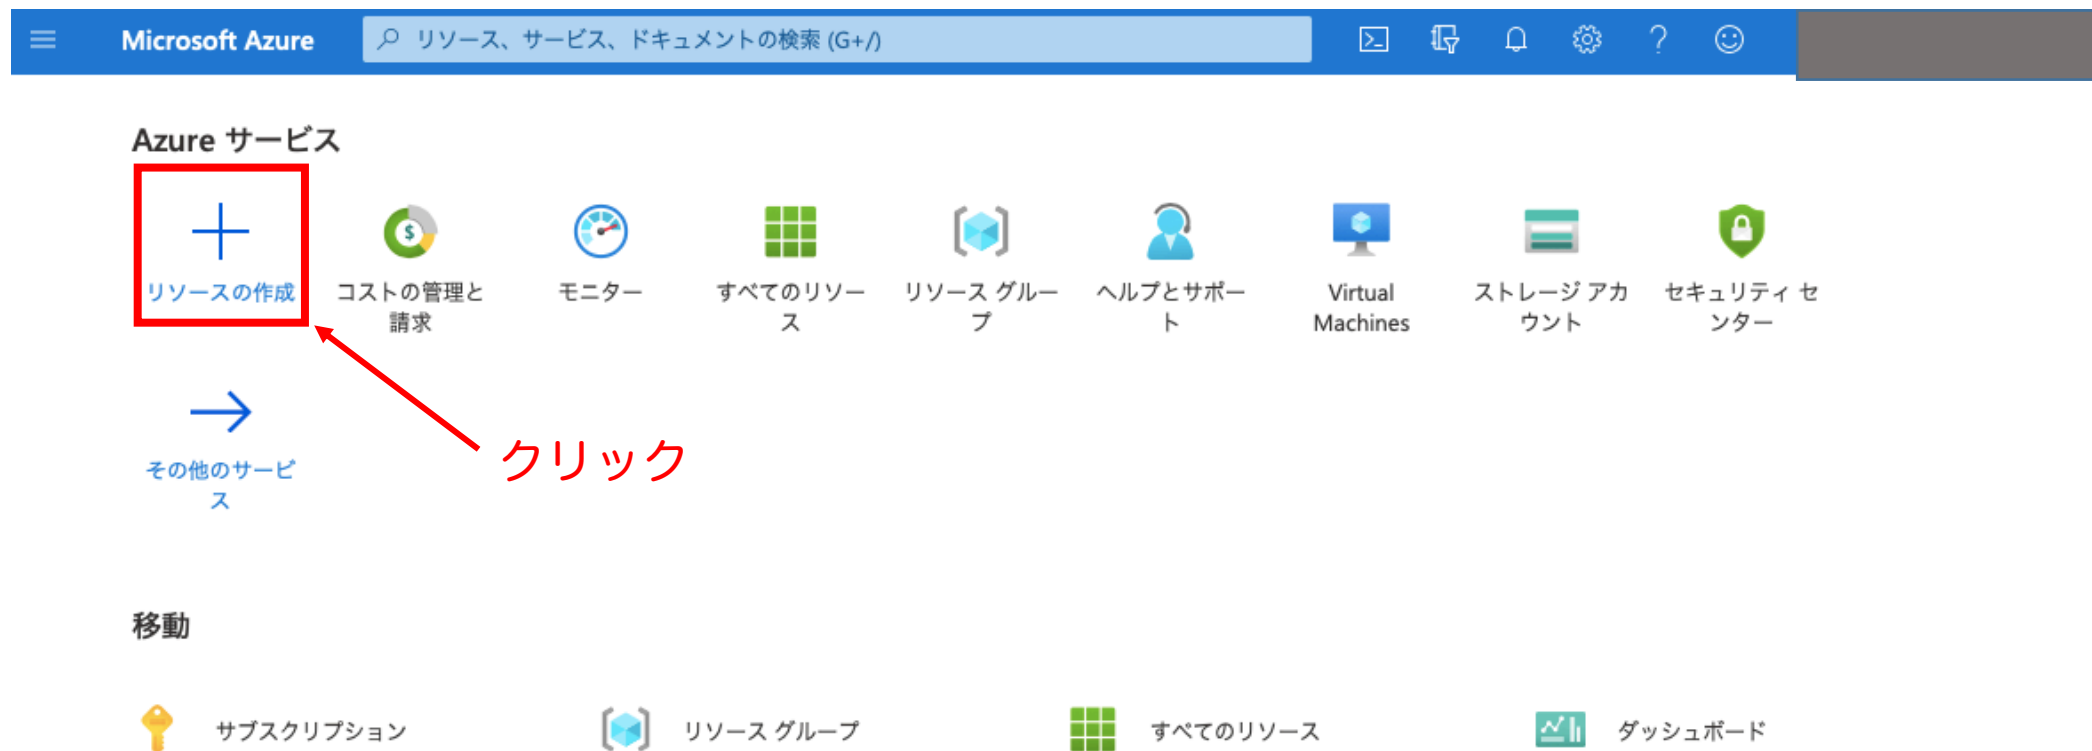 Microsoft Azure
リソース、サービス、ドキュメントの検索 (G+/)
Azure サービス
リソースの作成
コストの管理と
請求
モニター
すべてのリソー
ス
リソース グルー
プ
ヘルプとサポー
ト
Virtual
Machines
ストレージ アカ
ウント
セキュリティ セ
ンター
その他のサービ
ス
クリック
移動
サブスクリプション
リソース グループ
すべてのリソース
ダッシュボード